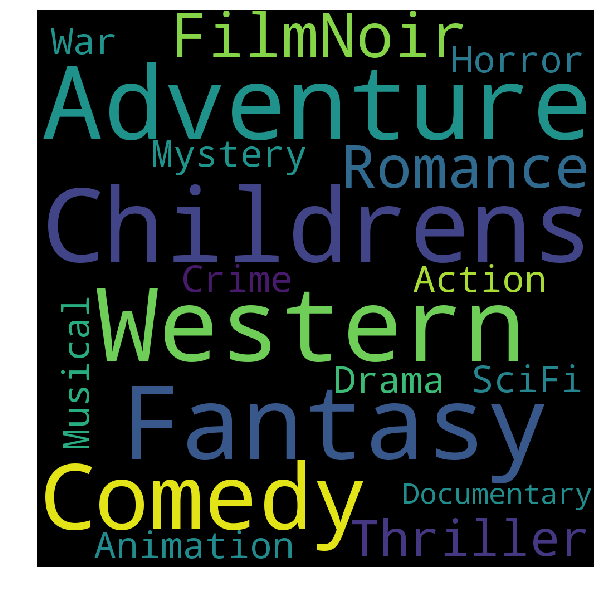 FilmNoir
War
Horror
Adventure
Mystery
Romance
Childrens
Crime
Action
Western
Musical
Drama
SciFi
Fantasy
Comedy
Documentary
Animation
Thriller